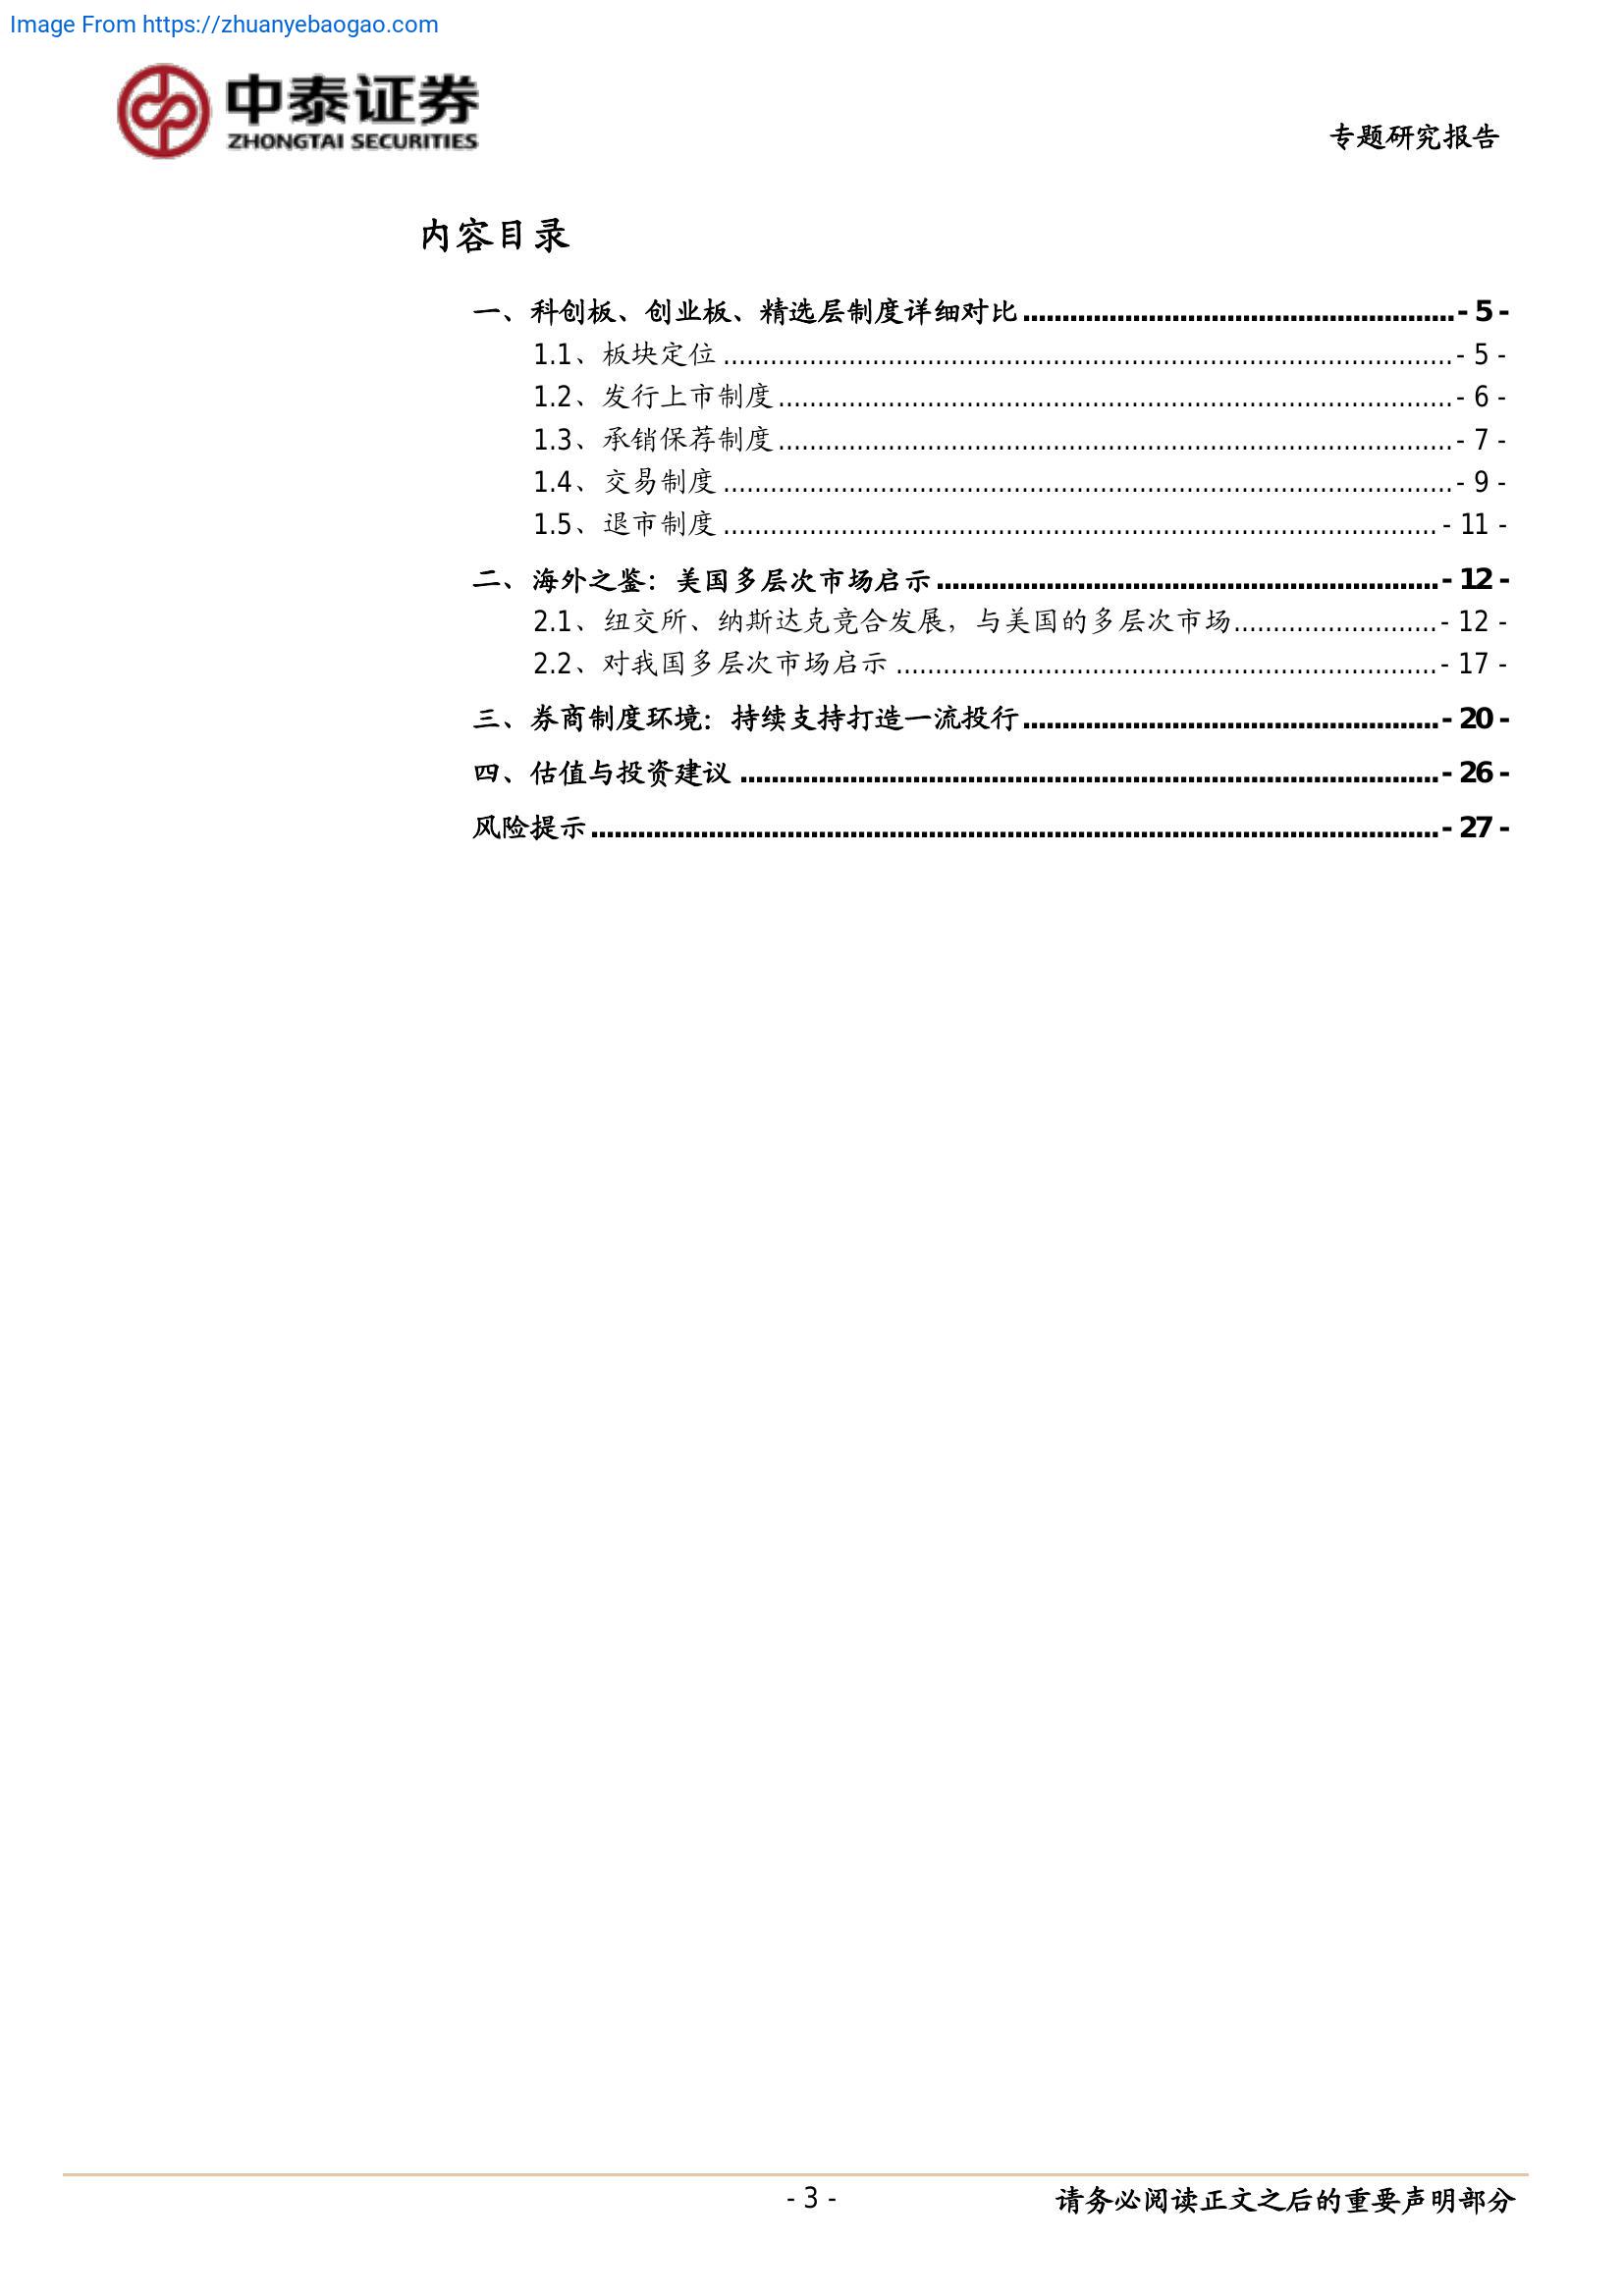 Image From https://zhuanyebaogao.com
中泰证券
ZHONGTAI SECURITIES
专题研究报告
内容目录
一、科创板、创业板、精选层制度详细对比.......................................................- 5 -
1.1、板块定位.............................................................................................- 5 -
1.2、发行上市制度......................................................................................- 6 -
1.3、承销保荐制度......................................................................................- 7 -
1.4、交易制度.............................................................................................- 9 -
1.5、退市制度...........................................................................................- 11 -
二、海外之鉴：美国多层次市场启示................................................................- 12 -
2.1、纽交所、纳斯达克竞合发展，与美国的多层次市场..........................- 12 -
2.2、对我国多层次市场启示.....................................................................- 17 -
三、券商制度环境：持续支持打造一流投行.....................................................- 20 -
四、估值与投资建议.........................................................................................- 26 -
风险提示............................................................................................................- 27 -
- 3 -
请务必阅读正文之后的重要声明部分